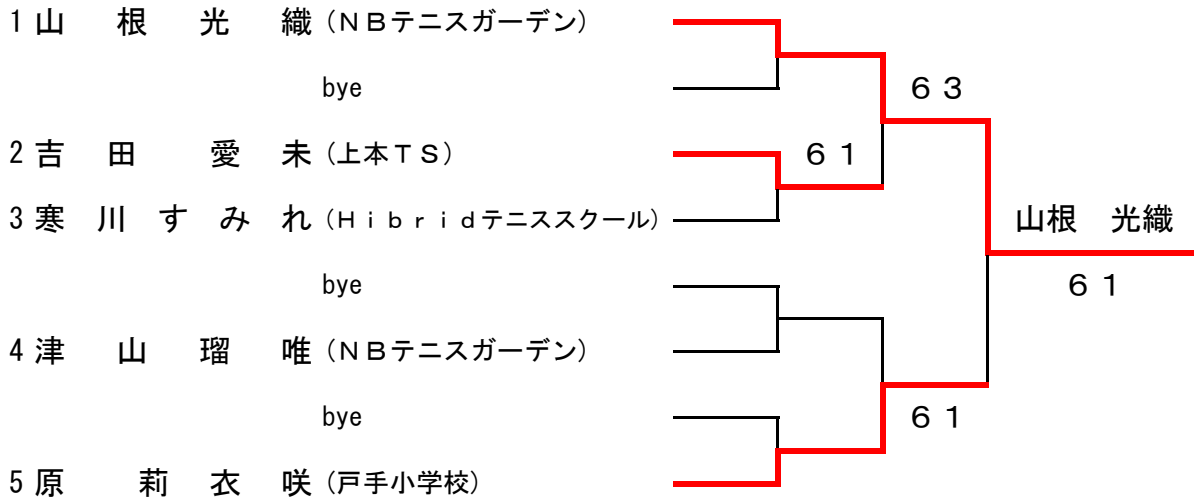 1 山 根 光 織 (ＮＢテニスガーデン)
bye
６３
2 吉 田 愛 未 (上本ＴＳ)
６１
3 寒 川 す み れ (Ｈｉｂｒｉｄテニススクール)
山根 光織
bye
６１
4 津 山 瑠 唯 (ＮＢテニスガーデン)
bye
６１
5 原 莉 衣 咲 (戸手小学校)